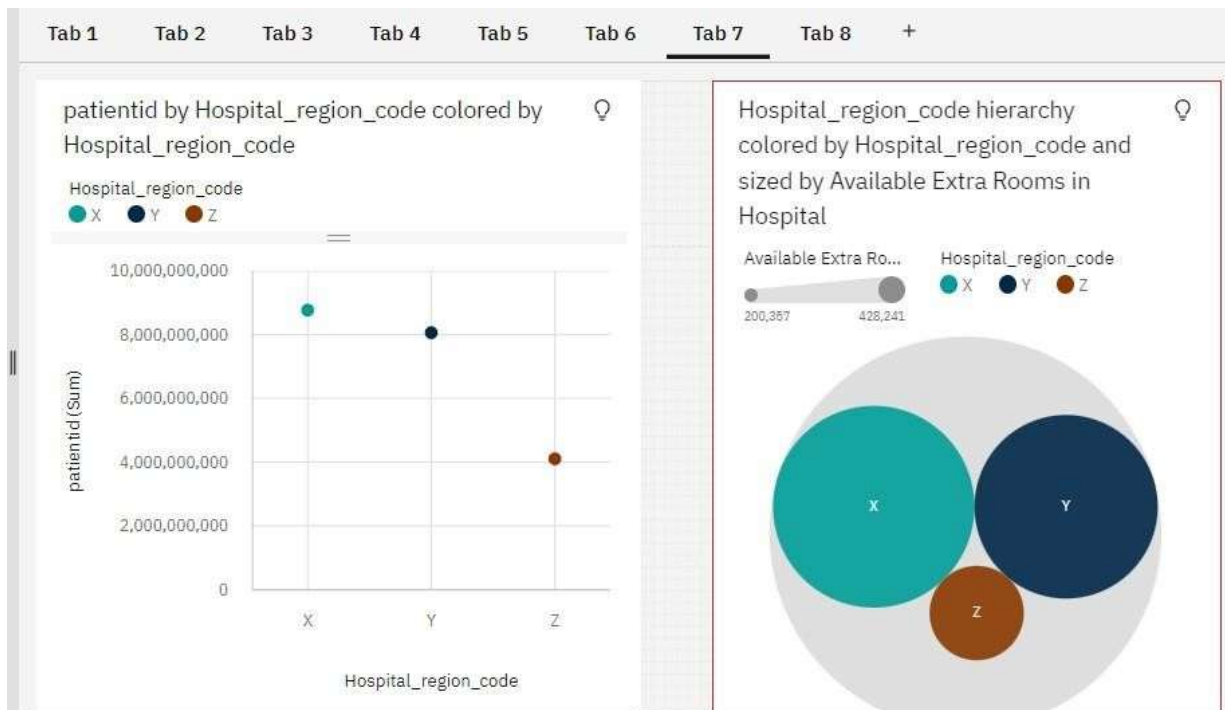 Tab 1 Tab 2 Tab 3 Tab 4 Tab 5 Tab 6 Tab 7 Tab 8 +
patientid by Hospital_region_code colored by
Hospital_region_code
Hospital_region_code
X Y Z
10,000,000,000
8,000,000,000
6,000,000,000
4,000,000,000
2,000,000,000
0
patientid (Sum)
X Y Z
Hospital_region_code
Hospital_region_code hierarchy
colored by Hospital_region_code and
sized by Available Extra Rooms in
Hospital
Available Extra Ro... Hospital_region_code
X Y Z
200,357 428,241
X
Y
Z